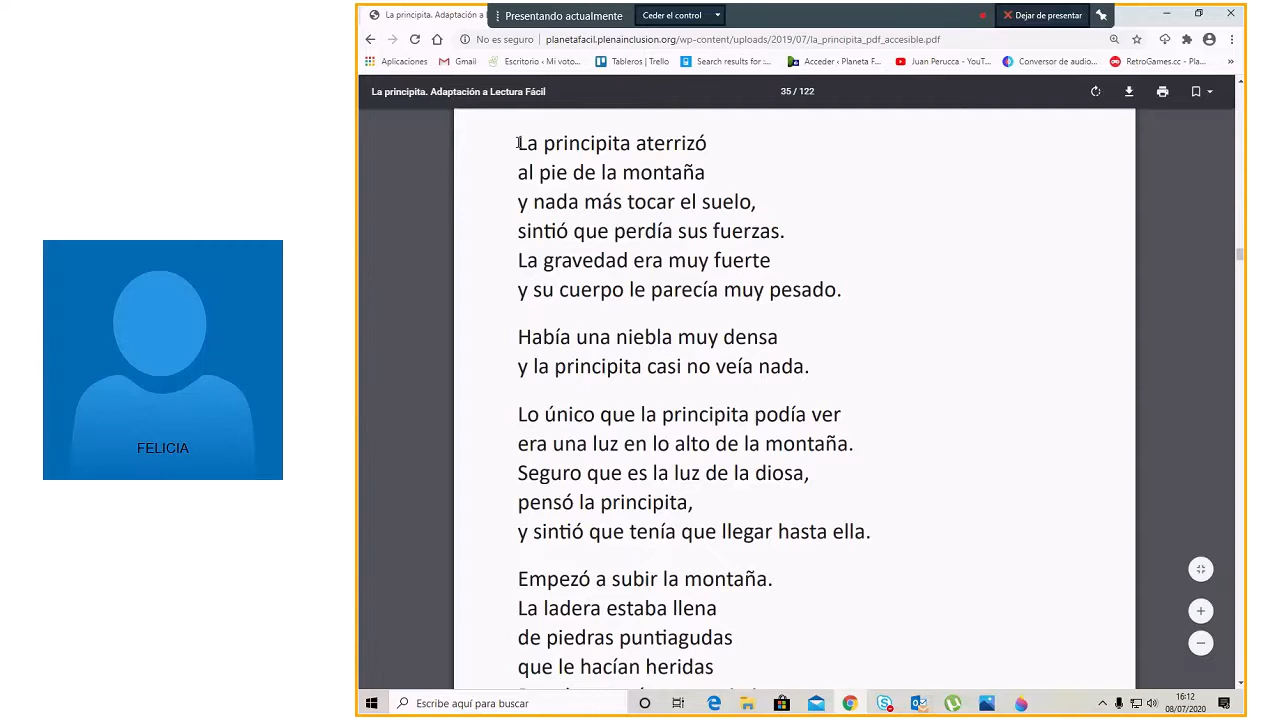 La principita. Adaptación a L
Presentando actualmente
Ceder el control
Dejar de presentar
No es seguro
planetafacil.plenainclusion.org/wp-content/uploads/2019/07/la_principita_pdf_accesible.pdf
Aplicaciones
Gmail
Escritorio ‹ Mi voto...
Tableros | Trello
Search results for :...
Acceder ‹ Planeta F...
Juan Perucca - YouT...
Conversor de audio...
RetroGames.cc - Pla...
La principita. Adaptación a Lectura Fácil
35 / 122
La principita aterrizó
al pie de la montaña
y nada más tocar el suelo,
sintió que perdía sus fuerzas.
La gravedad era muy fuerte
y su cuerpo le parecía muy pesado.
Había una niebla muy densa
y la principita casi no veía nada.
Lo único que la principita podía ver
era una luz en lo alto de la montaña.
Seguro que es la luz de la diosa,
pensó la principita,
y sintió que tenía que llegar hasta ella.
Empezó a subir la montaña.
La ladera estaba llena
de piedras puntiagudas
que le hacían heridas
FELICIA
Escribe aquí para buscar
16:12
08/07/2020